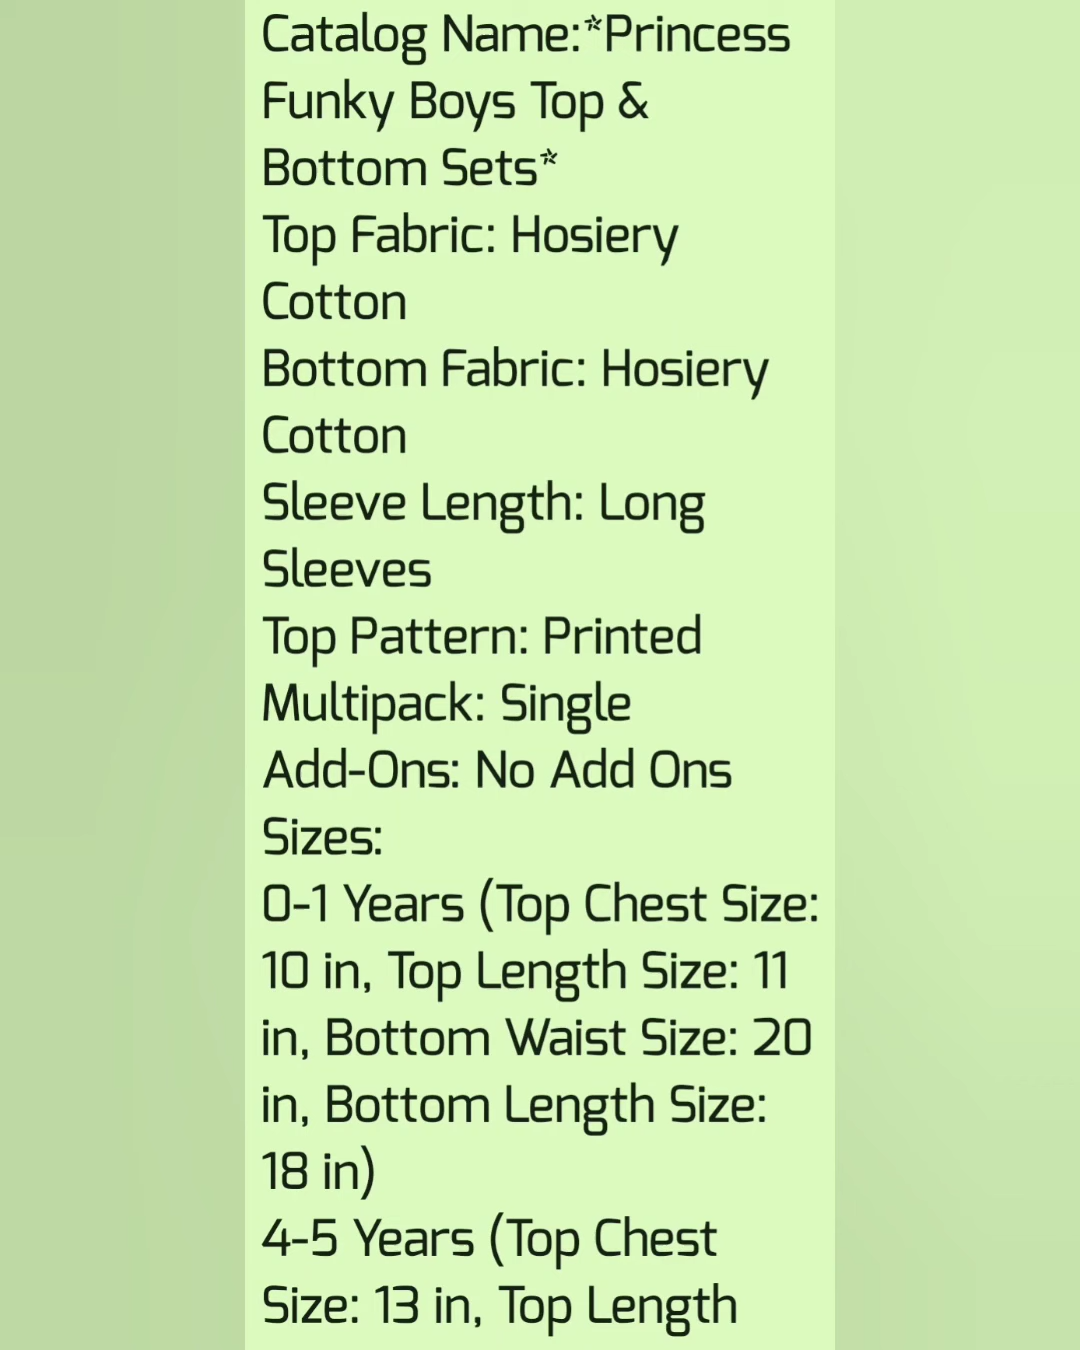 Catalog Name:*Princess
Funky Boys Top &
Bottom Sets*
Top Fabric: Hosiery
Cotton
Bottom Fabric: Hosiery
Cotton
Sleeve Length: Long
Sleeves
Top Pattern: Printed
Multipack: Single
Add-Ons: No Add Ons
Sizes:
0-1 Years (Top Chest Size:
10 in, Top Length Size: 11
in, Bottom Waist Size: 20
in, Bottom Length Size:
18 in)
4-5 Years (Top Chest
Size: 13 in, Top Length